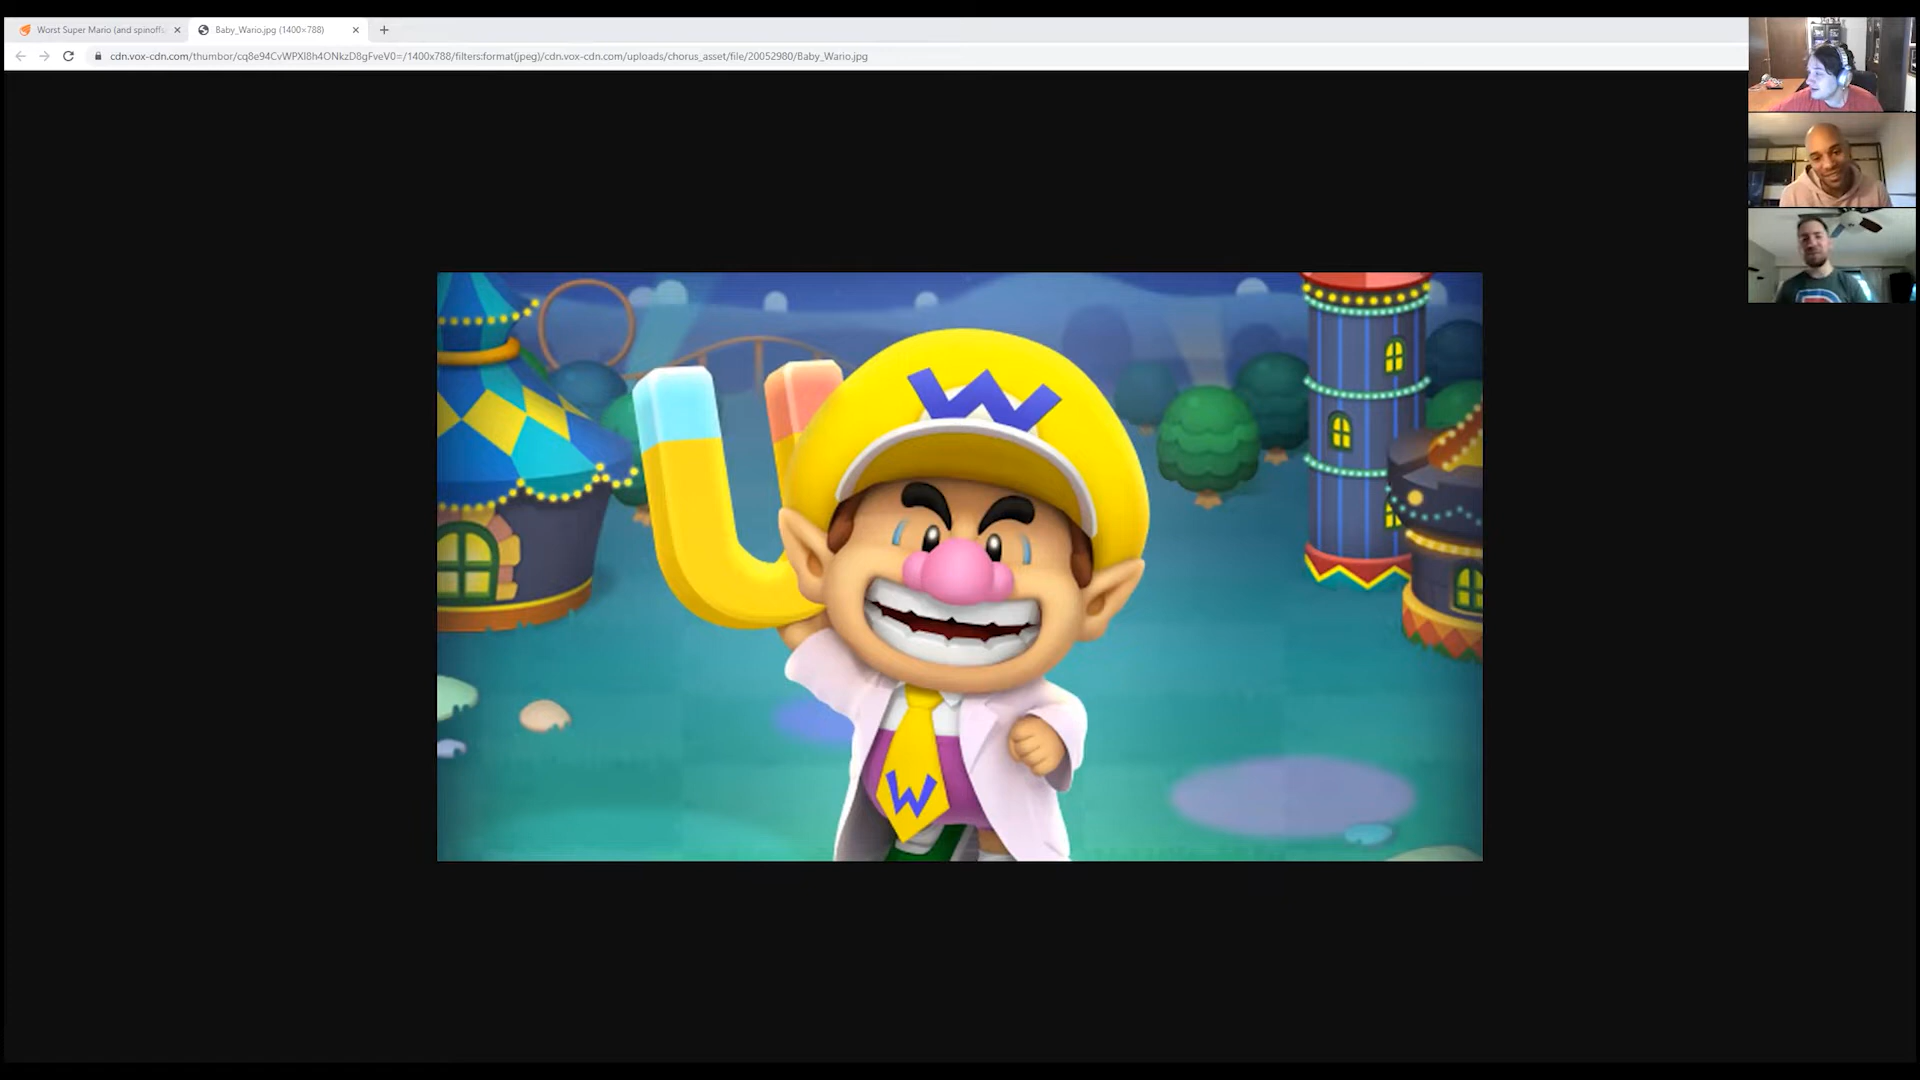 Worst Super Mario (and spinoffs
Baby_Wario.jpg (1400×788)
cdn.vox-cdn.com/thumbor/cq8e94CvWPXl8h4ONkzD8gFveV0=/1400x788/filters:format(jpeg)/cdn.vox-cdn.com/uploads/chorus_asset/file/20052980/Baby_Wario.jpg
W
W